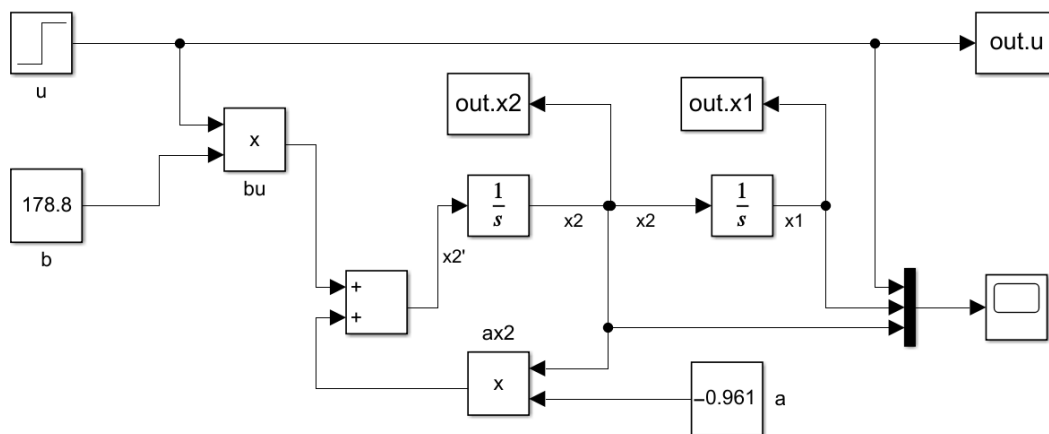 out.u
u
out.x2
out.x1
x
bu
178.8
b
1
s
x2
x2
1
s
x1
x2'
+
+
ax2
x
−0.961
a